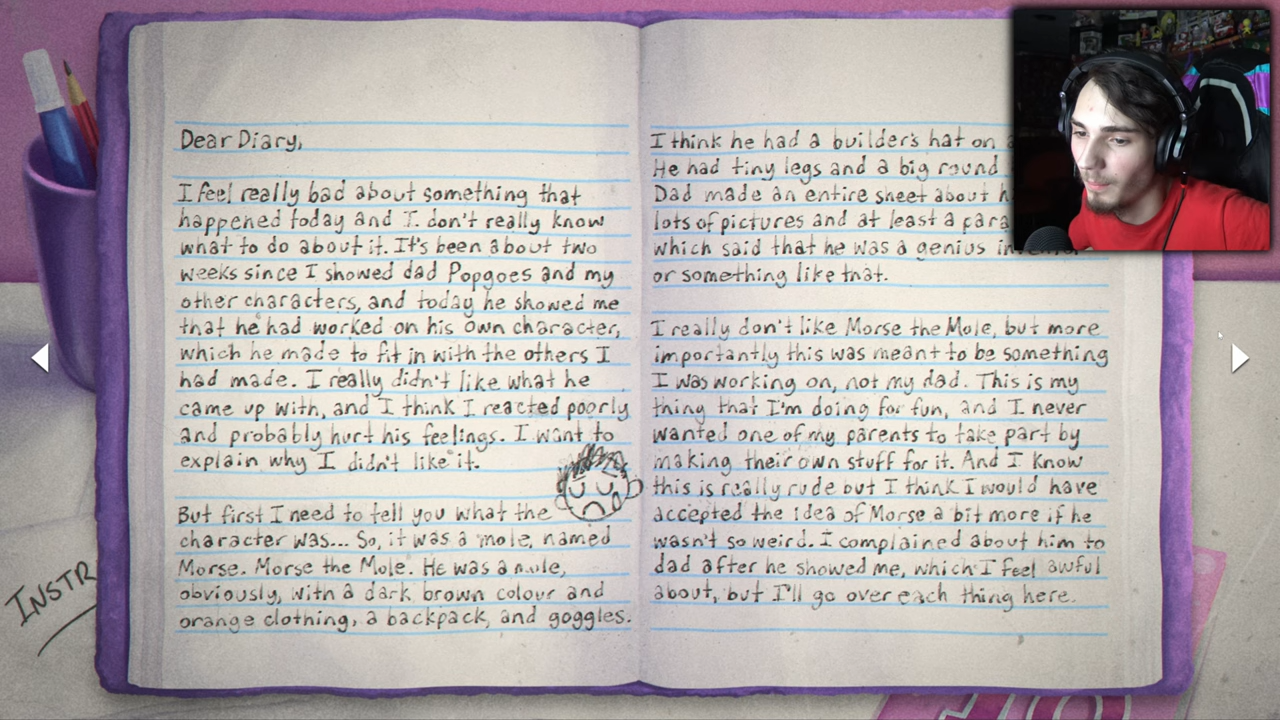 Dear Diary,
I feel really bad about something that
happened today and I don't really know
what to do about it. It's been about two
weeks since I showed dad Popgoes and my
other characters, and today he showed me
that he had worked on his own character,
which he made to fit in with the others I
had made. I really didn't like what he
came up with, and I think I reacted poorly
and probably hurt his feelings. I want to
explain why I didn't like it.
But first I need to tell you what the
character was... So, it was a mole, named
Morse. Morse the Mole. He was a mole,
obviously, with a dark brown colour and
orange clothing, a backpack, and goggles.
I think he had a builder's hat on
He had tiny legs and a big round
Dad made an entire sheet about
lots of pictures and at least a
which said that he was a genius
or something like that.
I really don't like Morse the Mole, but more
importantly this was meant to be something
I was working on, not my dad. This is my
thing that I'm doing for fun, and I never
wanted one of my parents to take part by
making their own stuff for it. And I know
this is really rude but I think I would have
accepted the idea of Morse a bit more if he
wasn't so weird. I complained about him to
dad after he showed me, which I feel awful
about, but I'll go over each thing here.
INSTR